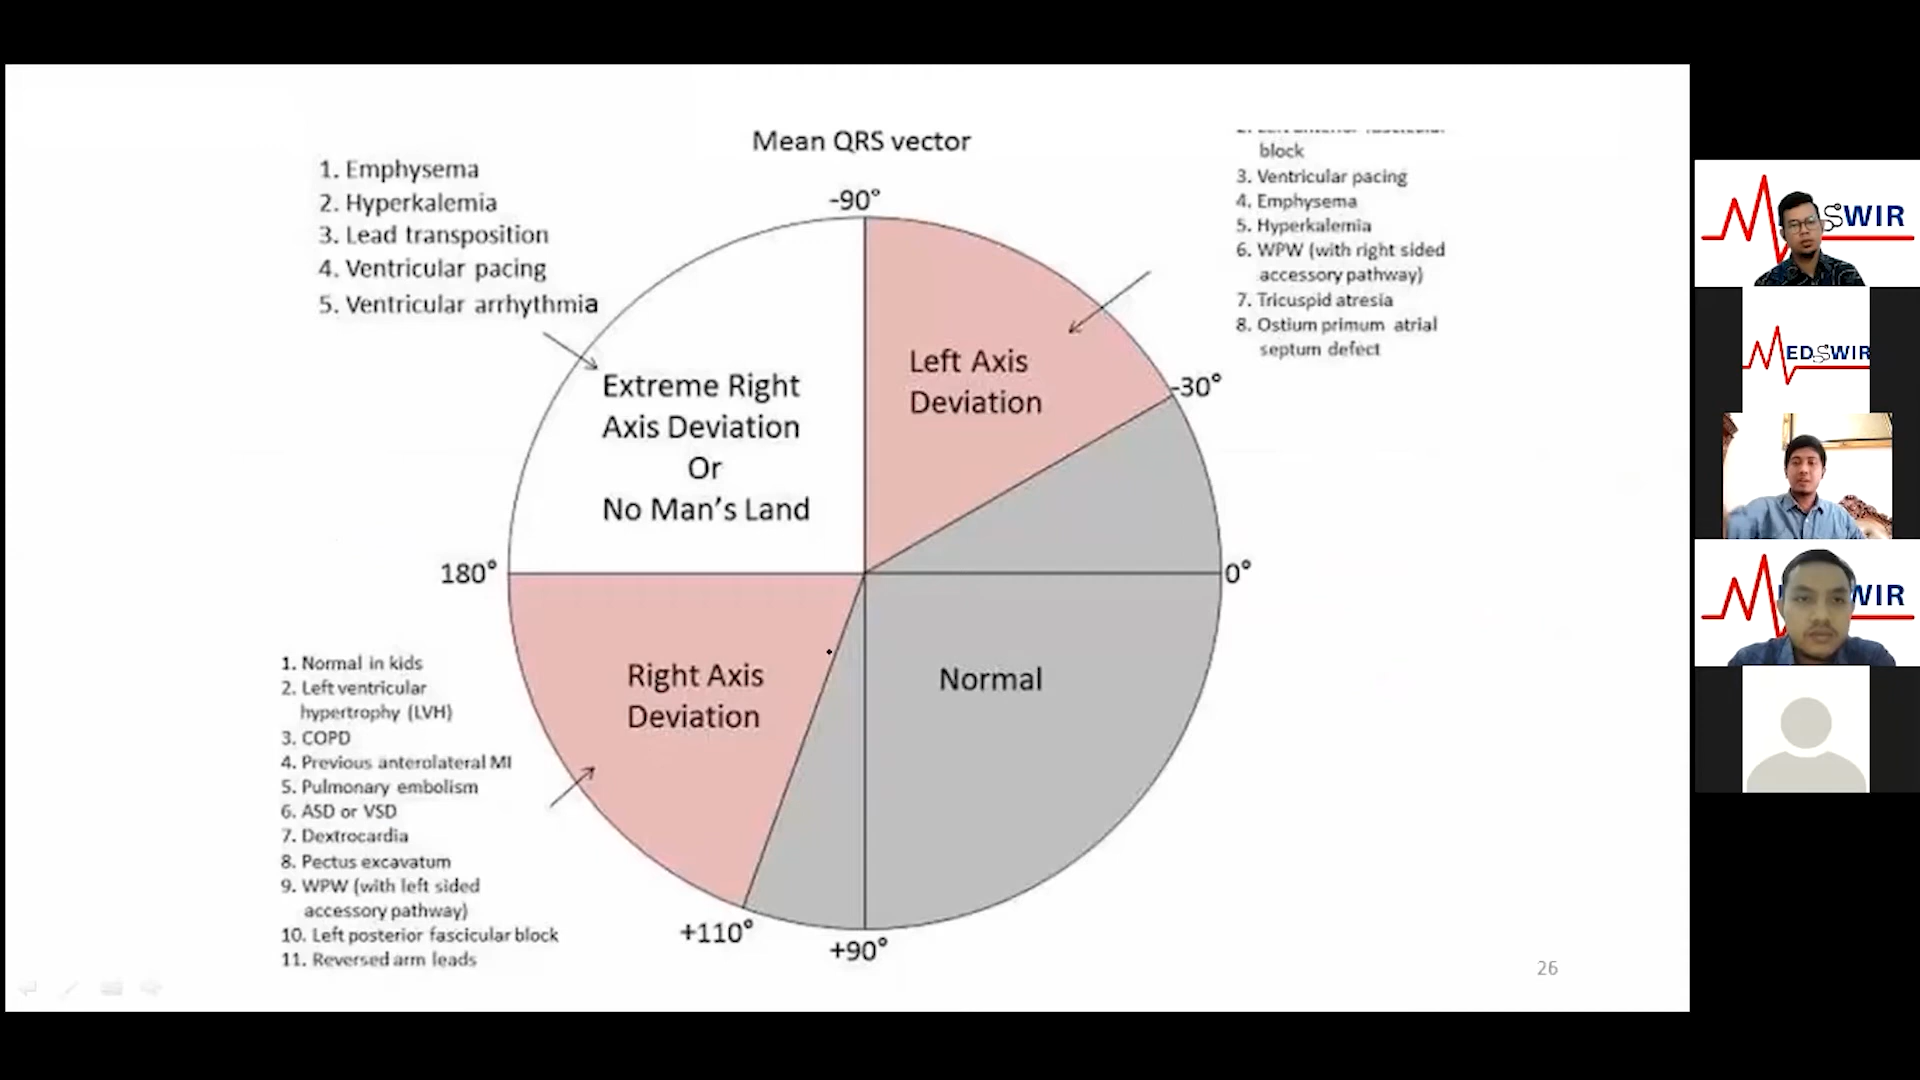 Mean QRS vector
1. Emphysema
2. Hyperkalemia
3. Lead transposition
4. Ventricular pacing
5. Ventricular arrhythmia
block
3. Ventricular pacing
4. Emphysema
5. Hyperkalemia
6. WPW (with right sided
accessory pathway)
7. Tricuspid atresia
8. Ostium primum atrial
septum defect
-90°
Left Axis
Deviation
-30°
Extreme Right
Axis Deviation
Or
No Man's Land
180°
0°
Right Axis
Deviation
Normal
1. Normal in kids
2. Left ventricular
hypertrophy (LVH)
3. COPD
4. Previous anterolateral MI
5. Pulmonary embolism
6. ASD or VSD
7. Dextrocardia
8. Pectus excavatum
9. WPW (with left sided
accessory pathway)
10. Left posterior fascicular block
11. Reversed arm leads
+110°
+90°
26
SWIR
EDSWIR
WIR